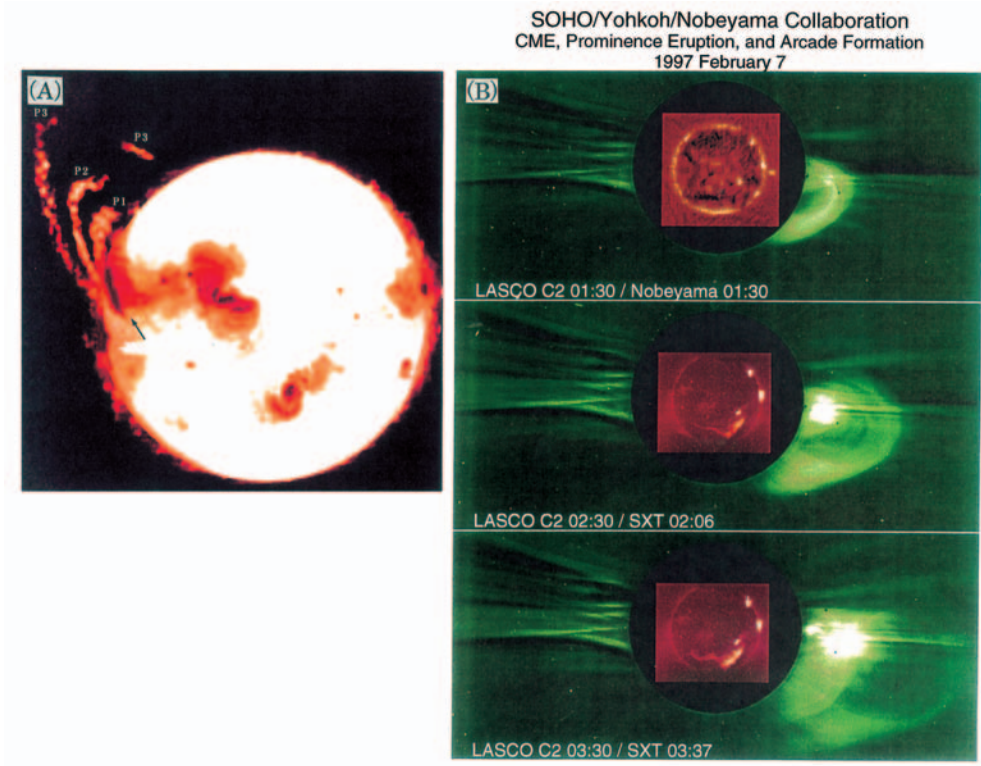 SOHO/Yohkoh/Nobeyama Collaboration
CME, Prominence Eruption, and Arcade Formation
1997 February 7
(A)
P3
P3
P2
P1
(B)
LASCO C2 01:30 / Nobeyama 01:30
LASCO C2 02:30 / SXT 02:06
LASCO C2 03:30 / SXT 03:37